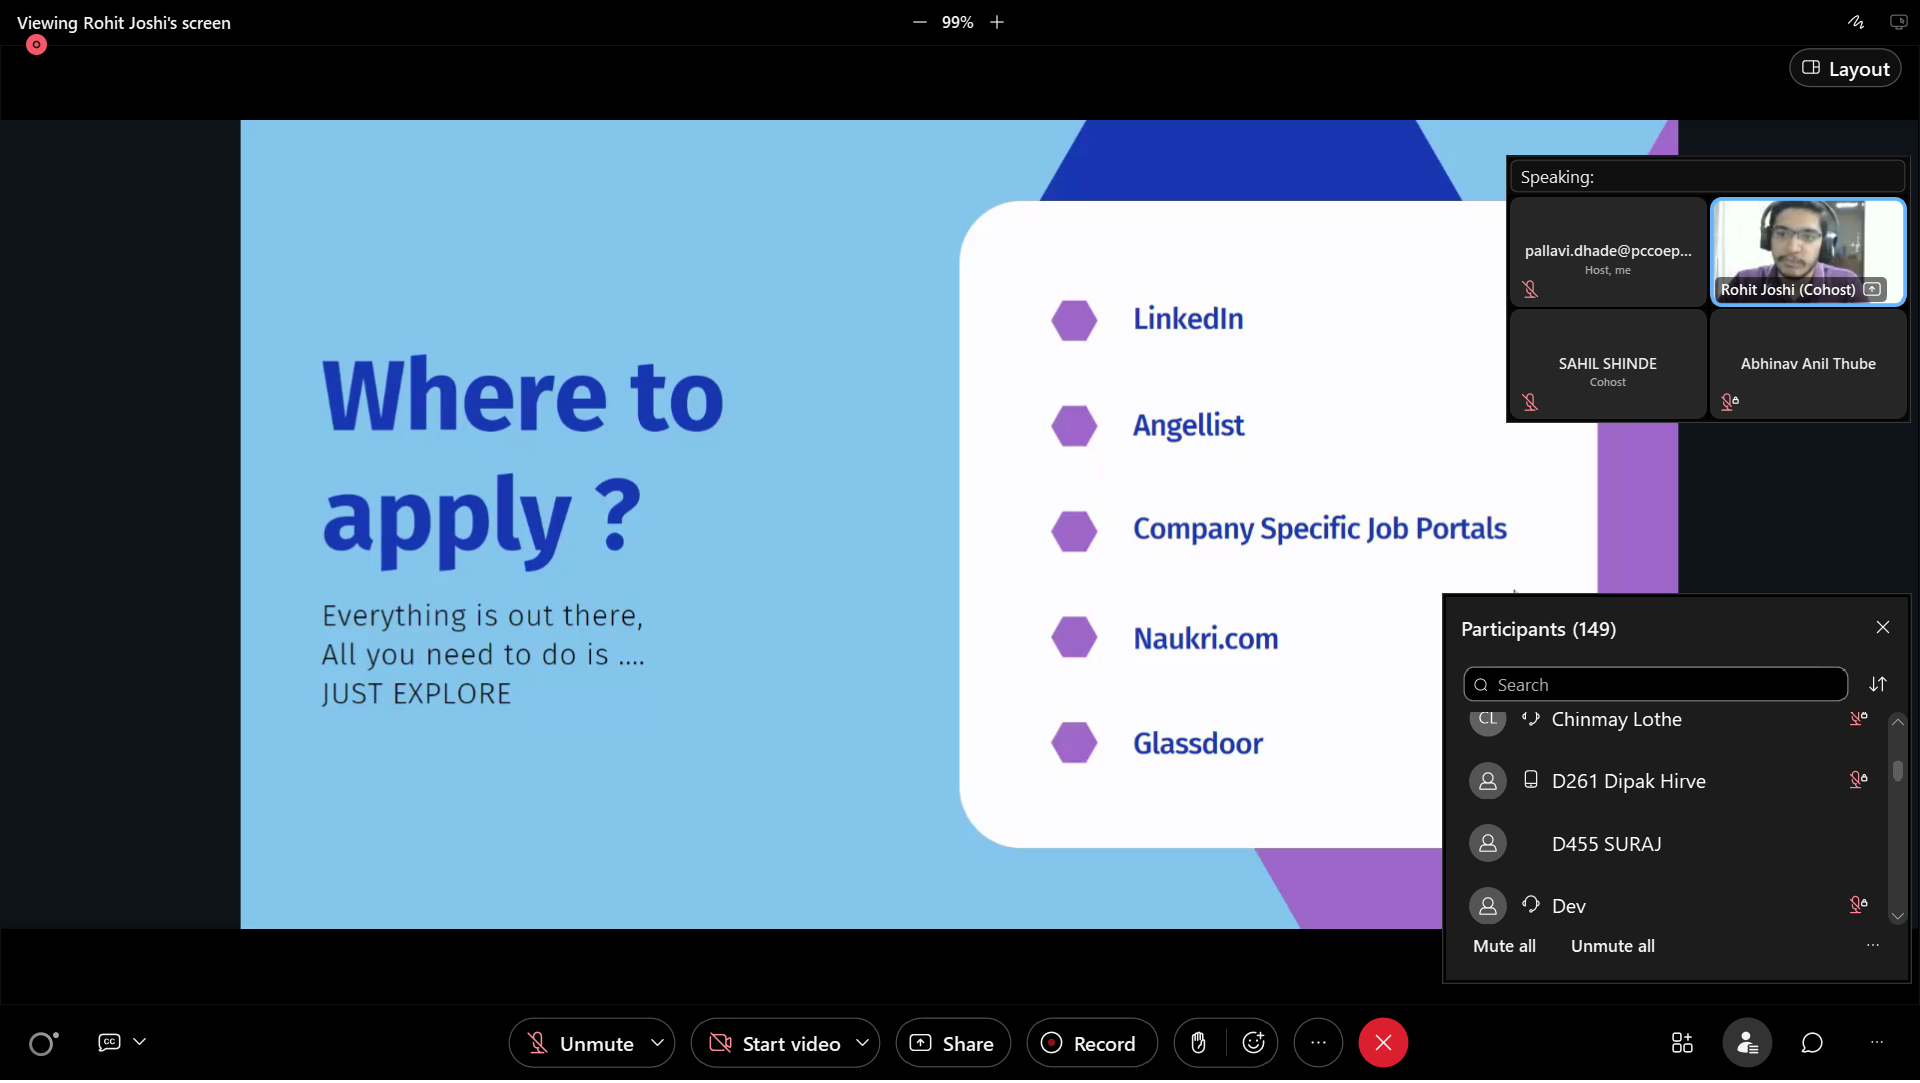 Viewing Rohit Joshi's screen
99%
Layout
Where to
apply ?
Everything is out there,
All you need to do is ....
JUST EXPLORE
LinkedIn
Angellist
Company Specific Job Portals
Naukri.com
Glassdoor
Speaking:
pallavi.dhade@pccoep...
Host, me
Rohit Joshi (Cohost)
SAHIL SHINDE
Cohost
Abhinav Anil Thube
Participants (149)
Search
CL Chinmay Lothe
D261 Dipak Hirve
D455 SURAJ
Dev
Mute all Unmute all ...
CC
Unmute
Start video
Share
Record